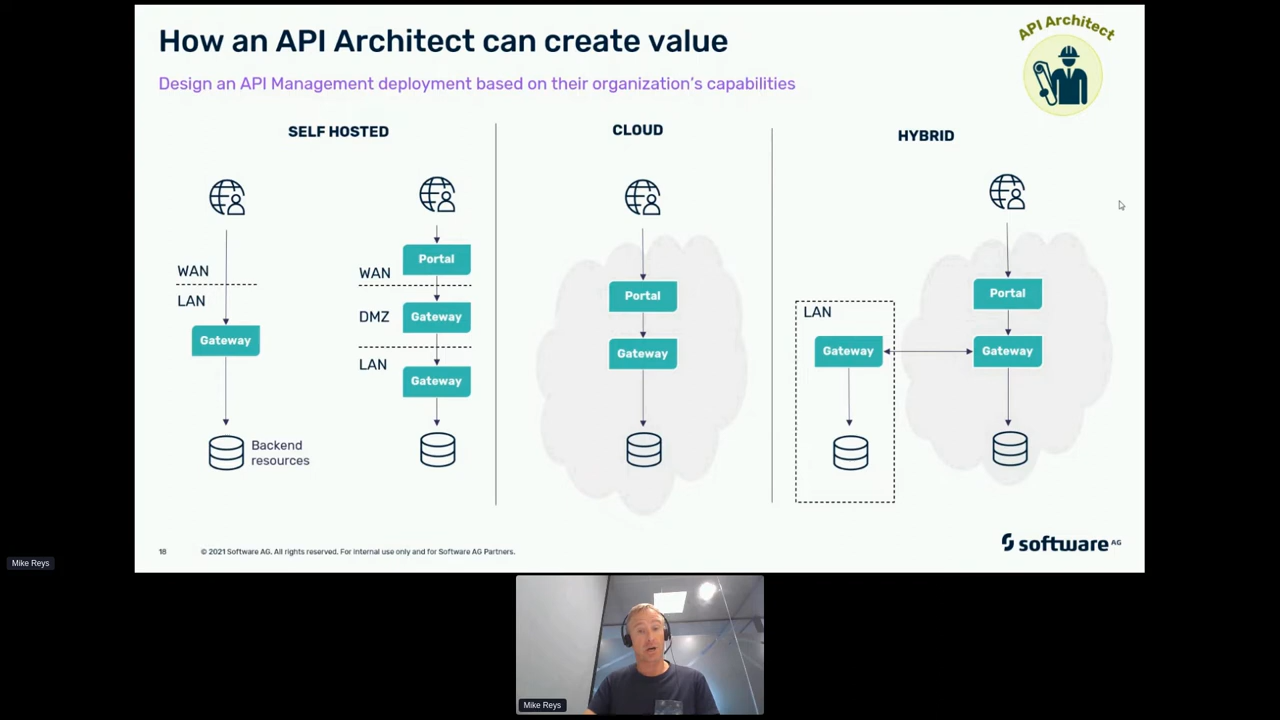 How an API Architect can create value
Design an API Management deployment based on their organization's capabilities
API Architect
SELF HOSTED
WAN
LAN
Gateway
Backend
resources
Portal
WAN
DMZ
Gateway
LAN
Gateway
CLOUD
Portal
Gateway
HYBRID
LAN
Gateway
Portal
Gateway
18
© 2021 Software AG. All rights reserved. For internal use only and for Software AG Partners.
software AG
Mike Reys
Mike Reys